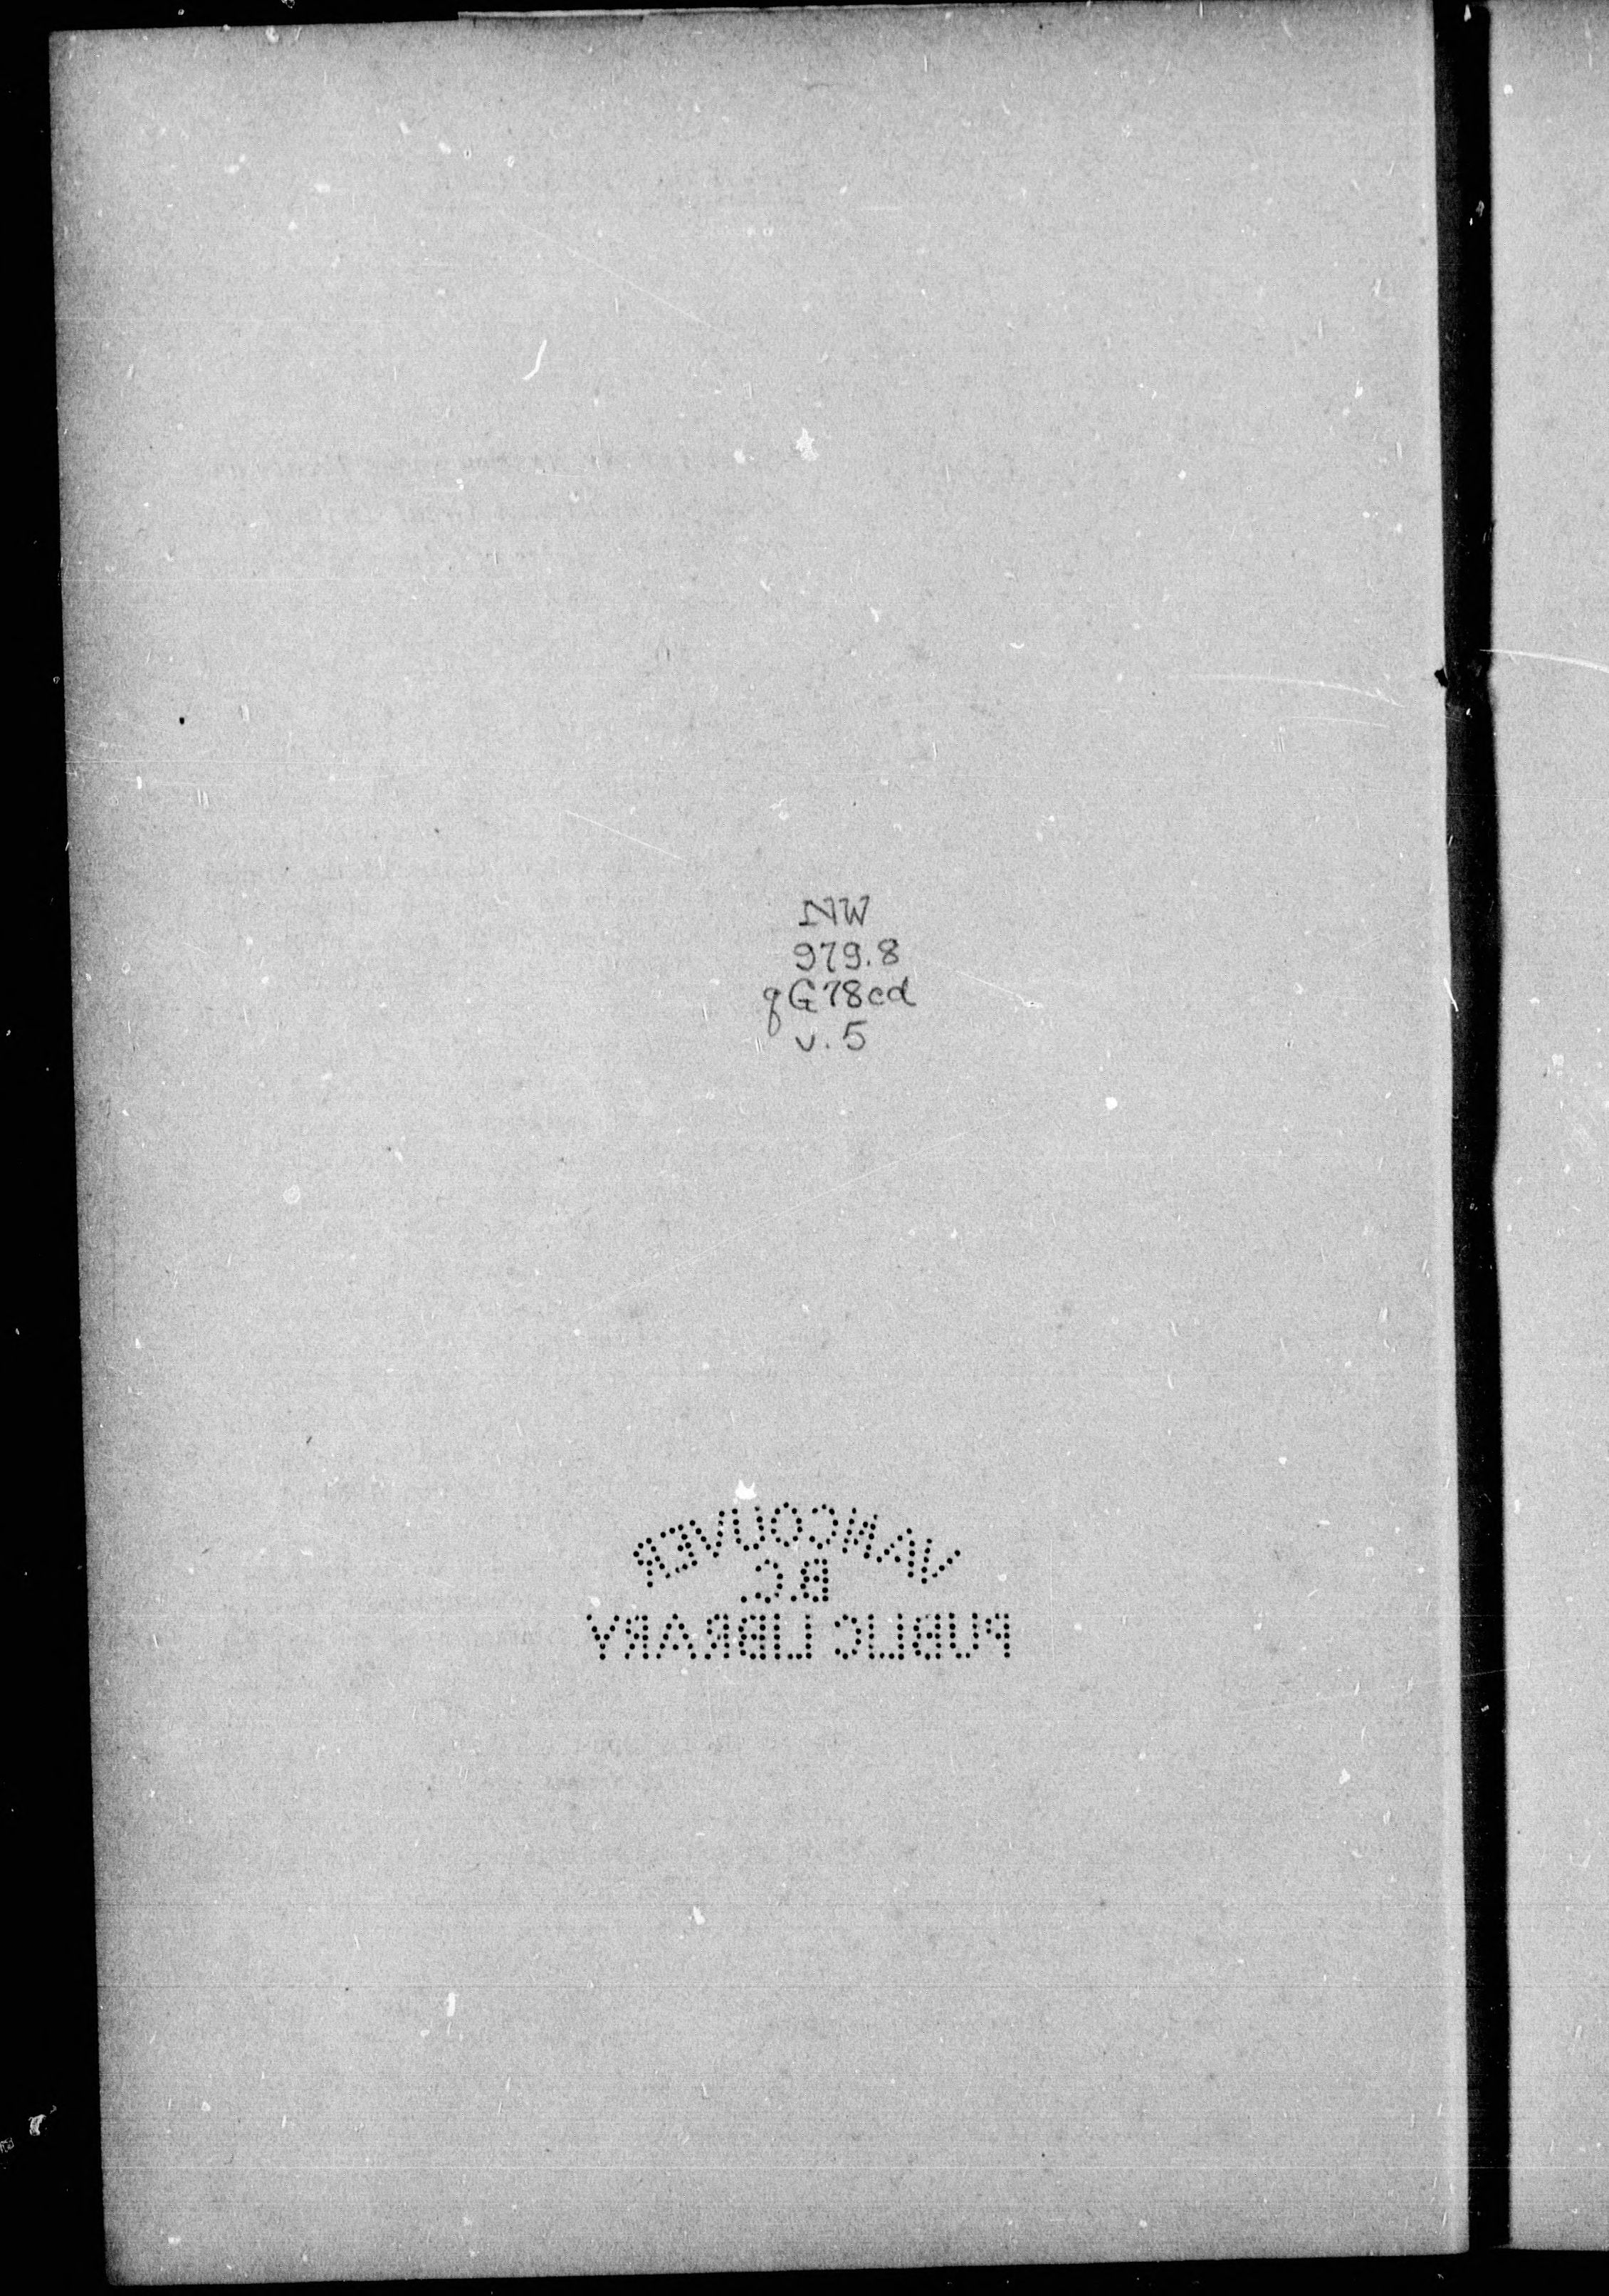 NW
979.8
qG78cd
v. 5
VANCOUVER
B.C.
PUBLIC LIBRARY